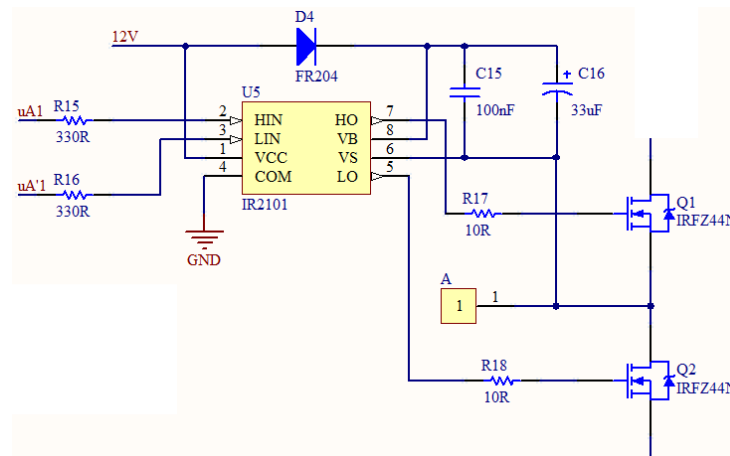 D4
12V
FR204
C15
C16
U5
100nF
33uF
uA1
R15
2
HIN
HO
7
330R
3
LIN
VB
8
1
VCC
VS
6
4
COM
LO
5
uA'1
R16
330R
IR2101
R17
10R
Q1
IRFZ44N
GND
A
1
1
R18
10R
Q2
IRFZ44N